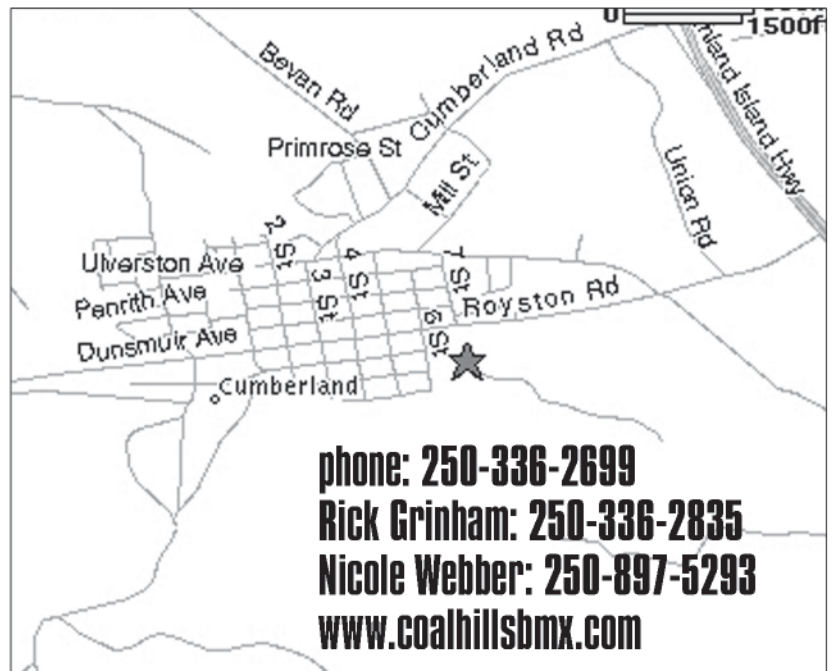 0
1500f
Bevan Rd
Cumberland Rd
Inland Island Hwy
Primrose St
Mill St
Union Rd
2 St
Ulverston Ave
4 St
7 St
3 St
Penrith Ave
Royston Rd
6 St
Dunsmuir Ave
Cumberland
phone: 250-336-2699
Rick Grinham: 250-336-2835
Nicole Webber: 250-897-5293
www.coalhillsbmx.com